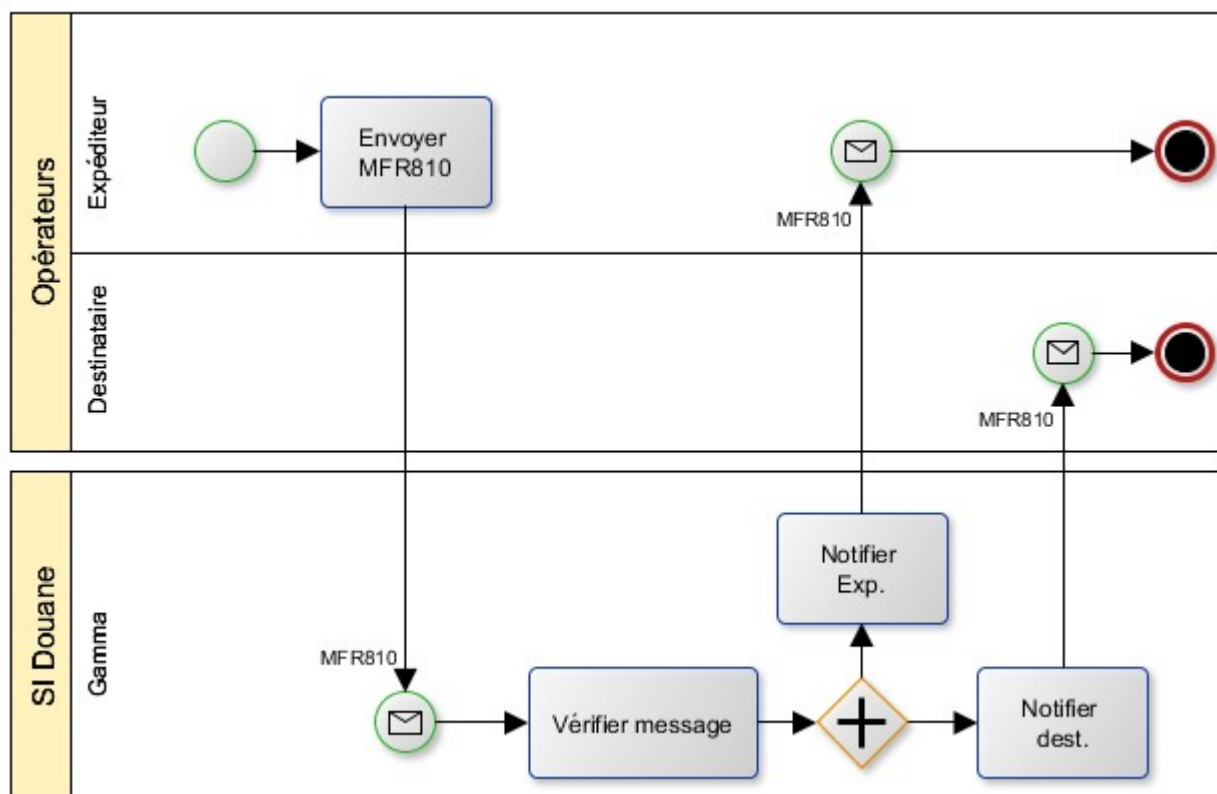 Opérateurs
Expéditeur
Envoyer
MFR810
MFR810
Destinataire
MFR810
SI Douane
Gamma
Notifier
Exp.
MFR810
Vérifier message
Notifier
dest.